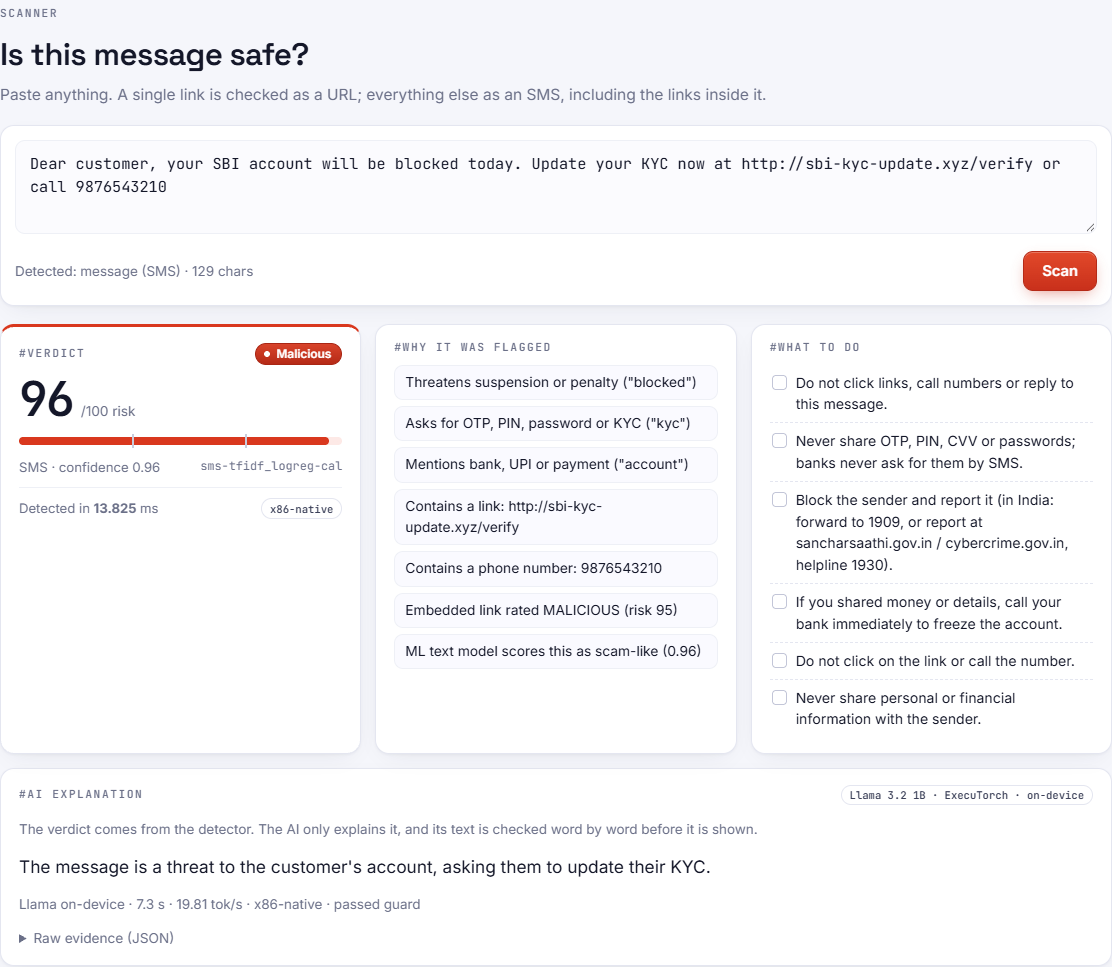 SCANNER
Is this message safe?
Paste anything. A single link is checked as a URL; everything else as an SMS, including the links inside it.
Dear customer, your SBI account will be blocked today. Update your KYC now at http://sbi-kyc-update.xyz/verify or
call 9876543210
Detected: message (SMS) · 129 chars
Scan
#VERDICT
Malicious
96 /100 risk
SMS · confidence 0.96
sms-tfidf_logreg-cal
Detected in 13.825 ms
x86-native
#WHY IT WAS FLAGGED
Threatens suspension or penalty ("blocked")
Asks for OTP, PIN, password or KYC ("kyc")
Mentions bank, UPI or payment ("account")
Contains a link: http://sbi-kyc-
update.xyz/verify
Contains a phone number: 9876543210
Embedded link rated MALICIOUS (risk 95)
ML text model scores this as scam-like (0.96)
#WHAT TO DO
Do not click links, call numbers or reply to
this message.
Never share OTP, PIN, CVV or passwords;
banks never ask for them by SMS.
Block the sender and report it (in India:
forward to 1909, or report at
sancharsaathi.gov.in / cybercrime.gov.in,
helpline 1930).
If you shared money or details, call your
bank immediately to freeze the account.
Do not click on the link or call the number.
Never share personal or financial
information with the sender.
#AI EXPLANATION
Llama 3.2 1B · ExecuTorch · on-device
The verdict comes from the detector. The AI only explains it, and its text is checked word by word before it is shown.
The message is a threat to the customer's account, asking them to update their KYC.
Llama on-device · 7.3 s · 19.81 tok/s · x86-native · passed guard
Raw evidence (JSON)